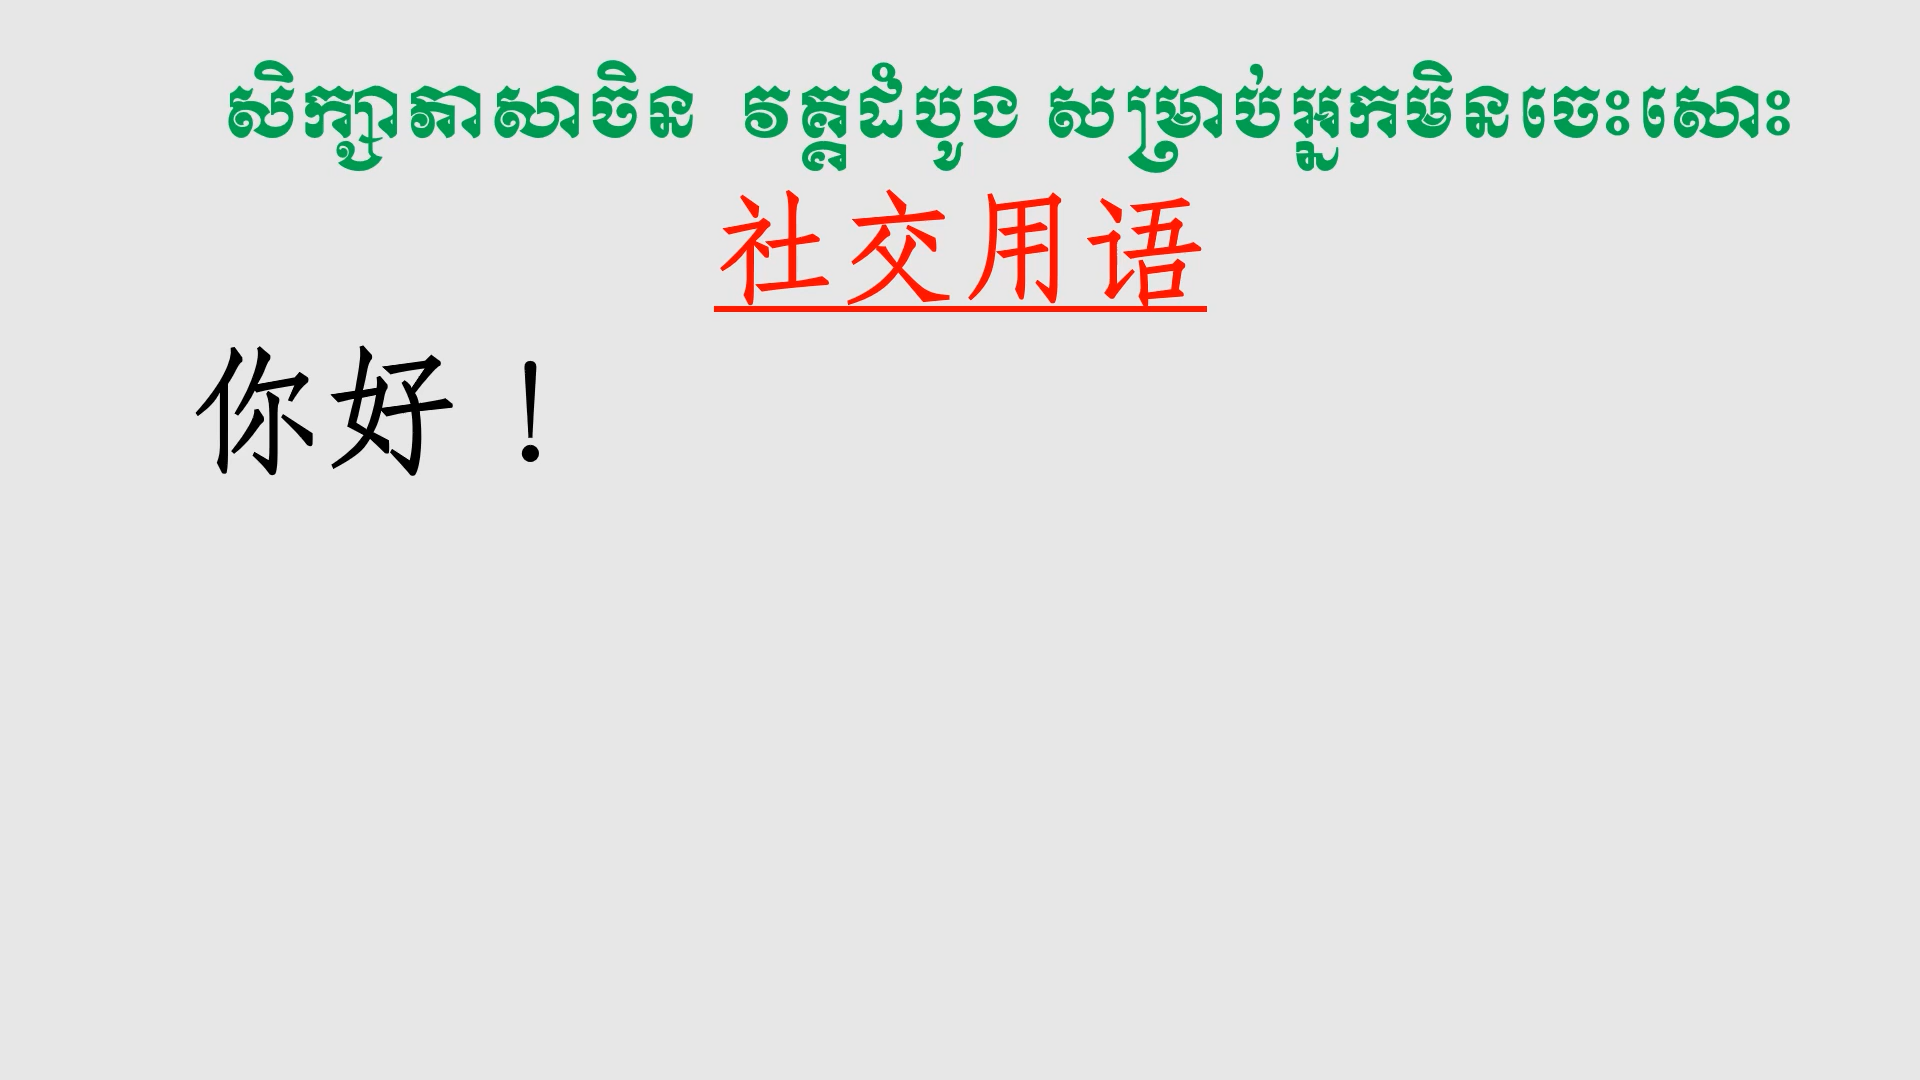 សិក្សាភាសាចិន វគ្គដំបូង សម្រាប់អ្នកមិនចេះសោះ
社交用语
你好！